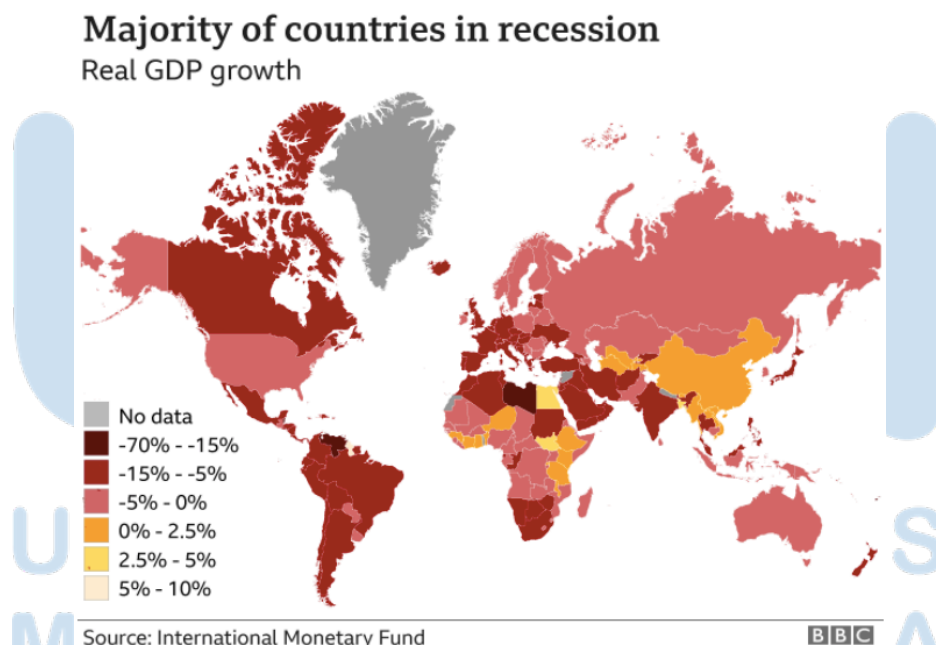 Majority of countries in recession
Real GDP growth
No data
-70% - -15%
-15% - -5%
-5% - 0%
0% - 2.5%
2.5% - 5%
5% - 10%
Source: International Monetary Fund
BBC
U
S
M
A